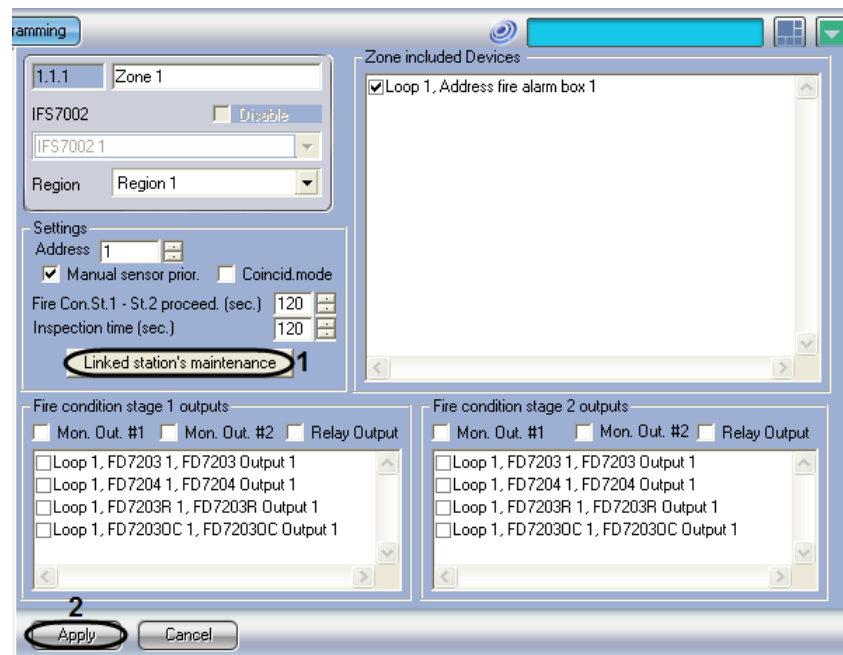 ramming
1.1.1 Zone 1
IFS7002 Disable
IFS7002 1
Region Region 1
Settings
Address 1
Manual sensor prior. Coincid.mode
Fire Con.St.1 - St.2 proceed. (sec.) 120
Inspection time (sec.) 120
Linked station's maintenance 1
Zone included Devices
Loop 1, Address fire alarm box 1
Fire condition stage 1 outputs
Mon. Out. #1 Mon. Out. #2 Relay Output
Loop 1, FD7203 1, FD7203 Output 1
Loop 1, FD7204 1, FD7204 Output 1
Loop 1, FD7203R 1, FD7203R Output 1
Loop 1, FD7203OC 1, FD7203OC Output 1
Fire condition stage 2 outputs
Mon. Out. #1 Mon. Out. #2 Relay Output
Loop 1, FD7203 1, FD7203 Output 1
Loop 1, FD7204 1, FD7204 Output 1
Loop 1, FD7203R 1, FD7203R Output 1
Loop 1, FD7203OC 1, FD7203OC Output 1
2
Apply Cancel